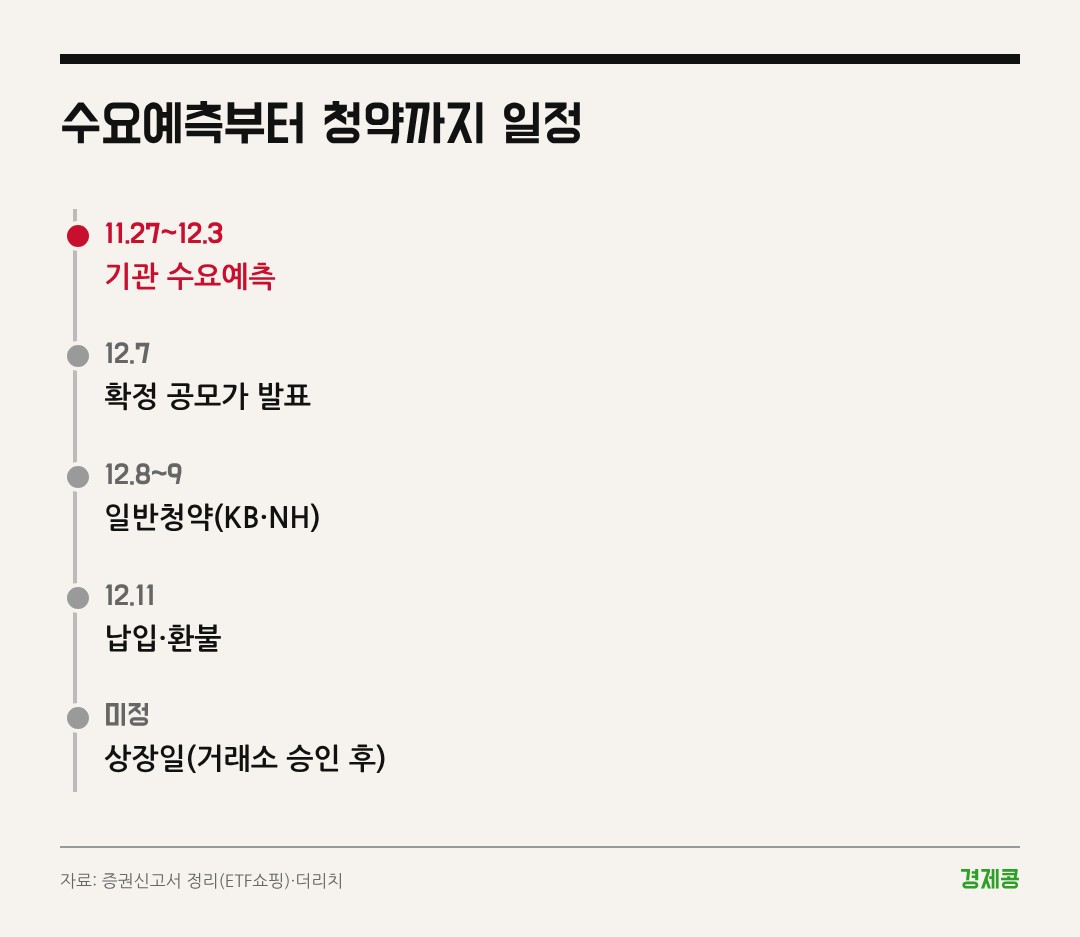 수요예측부터 청약까지 일정
11.27~12.3
기관 수요예측
12.7
확정 공모가 발표
12.8~9
일반청약(KB·NH)
12.11
납입·환불
미정
상장일(거래소 승인 후)
자료: 증권신고서 정리(ETF쇼핑)·더리치
경제콩